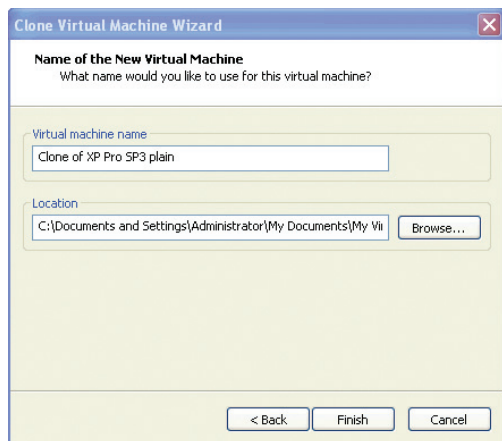 Clone Virtual Machine Wizard
Name of the New Virtual Machine
What name would you like to use for this virtual machine?
Virtual machine name
Clone of XP Pro SP3 plain
Location
C:\Documents and Settings\Administrator\My Documents\My Vir
Browse...
< Back
Finish
Cancel